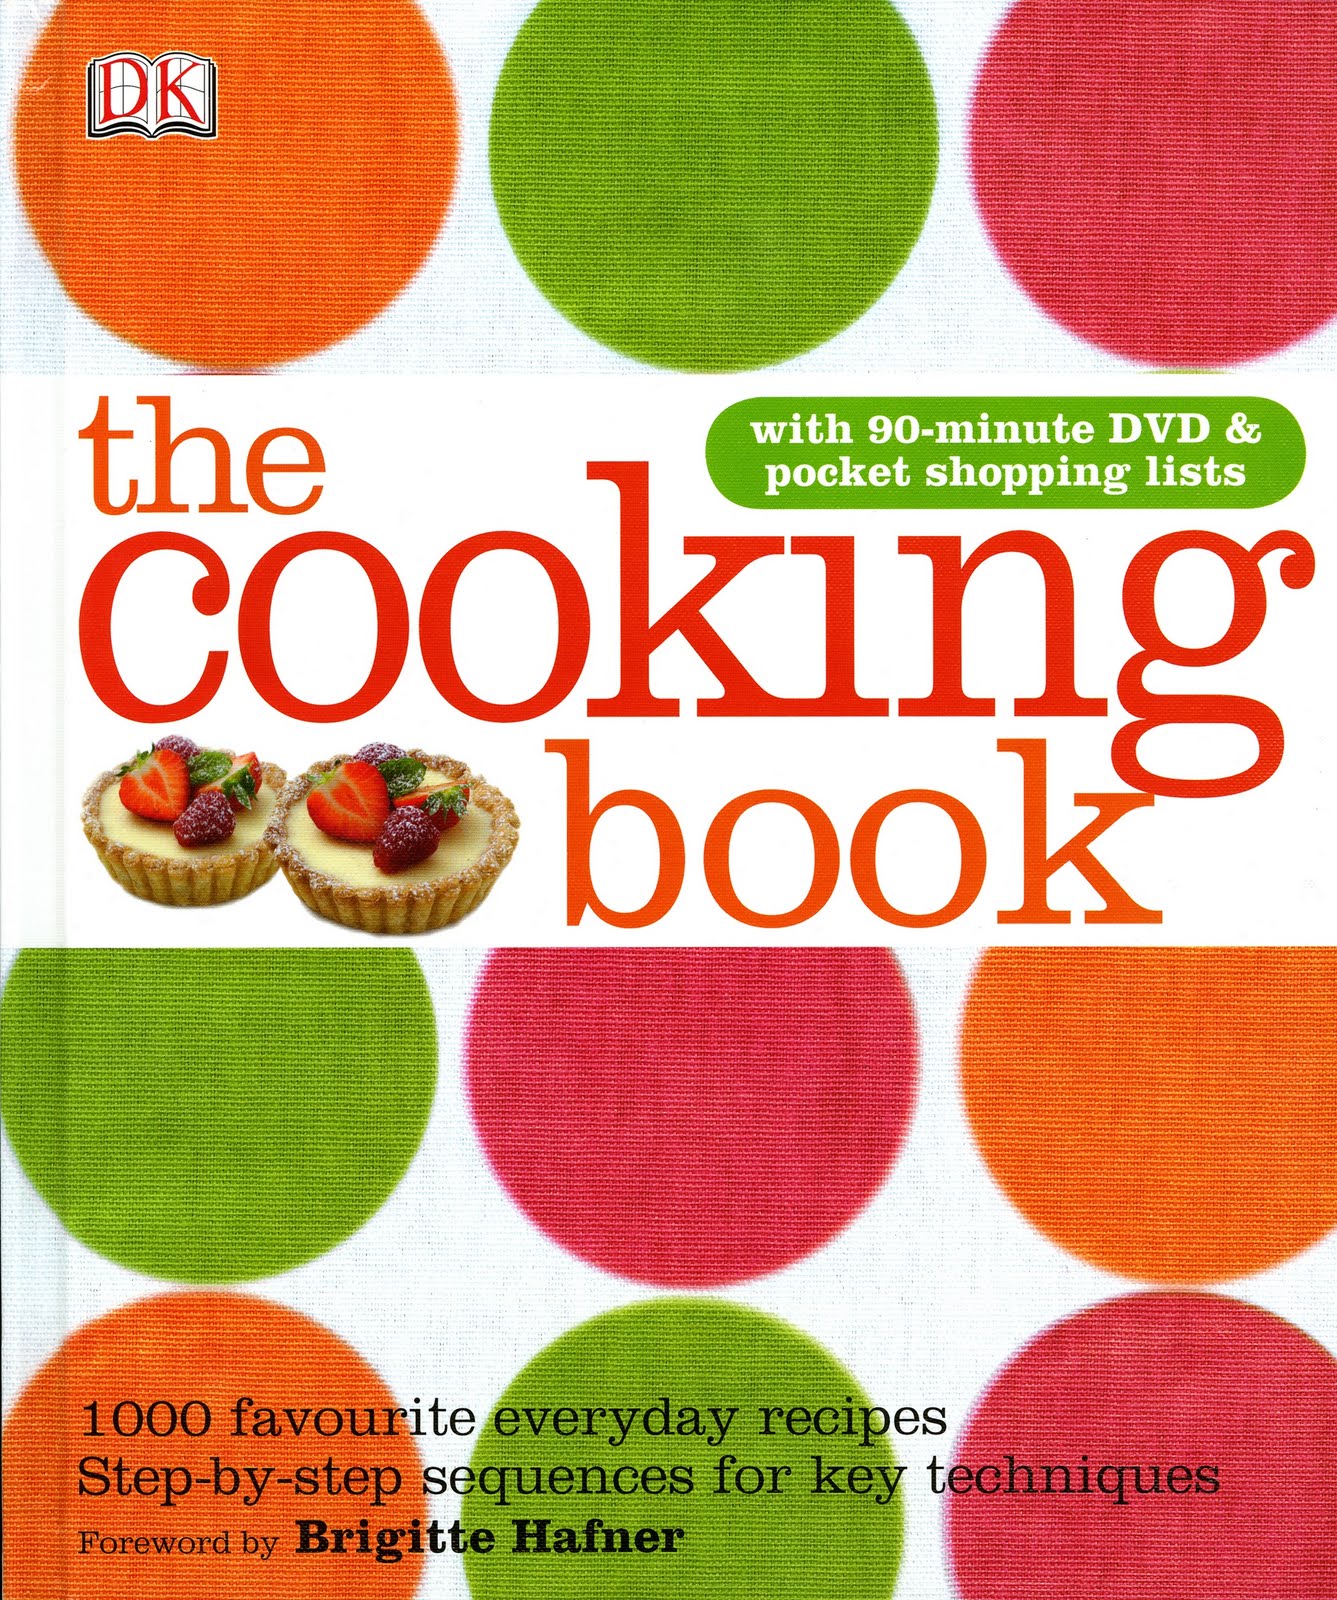 DK
with 90-minute DVD &
pocket shopping lists
the
cooking
book
1000 favourite everyday recipes
Step-by-step sequences for key techniques
Foreword by Brigitte Hafner